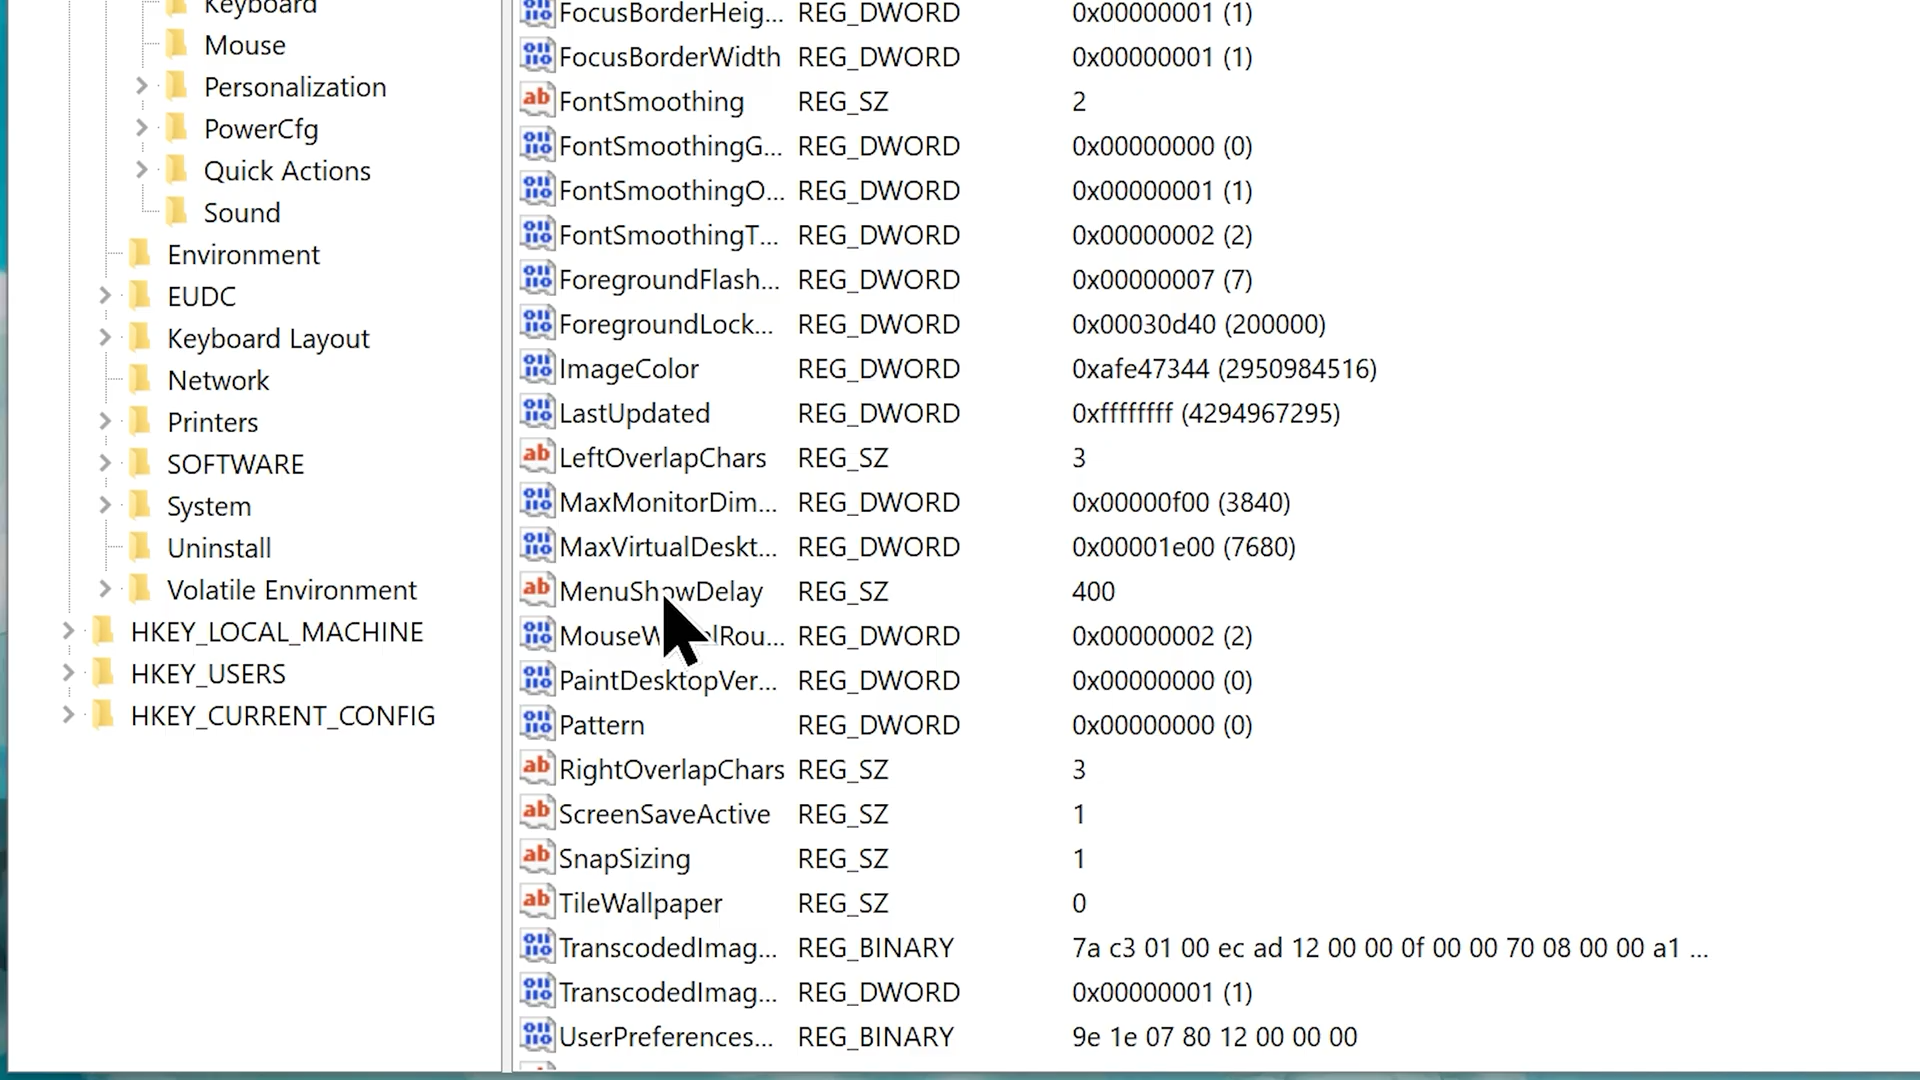 Keyboard
Mouse
Personalization
PowerCfg
Quick Actions
Sound
Environment
EUDC
Keyboard Layout
Network
Printers
SOFTWARE
System
Uninstall
Volatile Environment
HKEY_LOCAL_MACHINE
HKEY_USERS
HKEY_CURRENT_CONFIG
FocusBorderHeig... REG_DWORD 0x00000001 (1)
FocusBorderWidth REG_DWORD 0x00000001 (1)
FontSmoothing REG_SZ 2
FontSmoothingG... REG_DWORD 0x00000000 (0)
FontSmoothingO... REG_DWORD 0x00000001 (1)
FontSmoothingT... REG_DWORD 0x00000002 (2)
ForegroundFlash... REG_DWORD 0x00000007 (7)
ForegroundLock... REG_DWORD 0x00030d40 (200000)
ImageColor REG_DWORD 0xafe47344 (2950984516)
LastUpdated REG_DWORD 0xffffffff (4294967295)
LeftOverlapChars REG_SZ 3
MaxMonitorDim... REG_DWORD 0x00000f00 (3840)
MaxVirtualDeskt... REG_DWORD 0x00001e00 (7680)
MenuShowDelay REG_SZ 400
MouseWheelRou... REG_DWORD 0x00000002 (2)
PaintDesktopVer... REG_DWORD 0x00000000 (0)
Pattern REG_DWORD 0x00000000 (0)
RightOverlapChars REG_SZ 3
ScreenSaveActive REG_SZ 1
SnapSizing REG_SZ 1
TileWallpaper REG_SZ 0
TranscodedImag... REG_BINARY 7a c3 01 00 ec ad 12 00 00 0f 00 00 70 08 00 00 a1 ...
TranscodedImag... REG_DWORD 0x00000001 (1)
UserPreferences... REG_BINARY 9e 1e 07 80 12 00 00 00